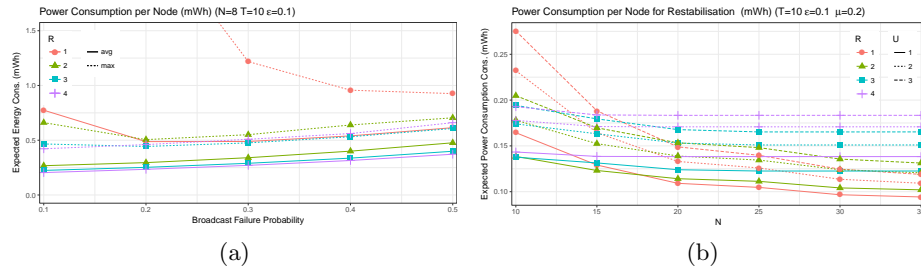 Power Consumption per Node (mWh) (N=8 T=10 ε=0.1)
Expected Energy Cons. (mWh)
1.5
1.0
0.5
0.0
R
1
2
3
4
avg
max
0.1
0.2
0.3
0.4
0.5
Broadcast Failure Probability
(a)
Power Consumption per Node for Restabilisation (mWh) (T=10 ε=0.1 μ=0.2)
Expected Power Consumption Cons. (mWh)
0.25
0.20
0.15
0.10
R
1
2
3
4
U
1
2
3
10
15
20
25
30
N
(b)